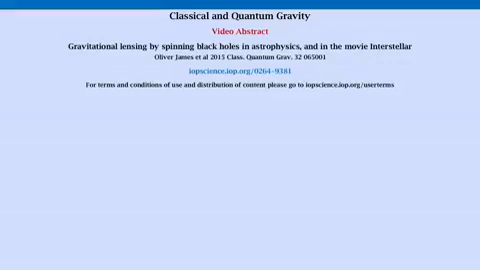 Classical and Quantum Gravity
Video Abstract
Gravitational lensing by spinning black holes in astrophysics, and in the movie Interstellar
Oliver James et al 2015 Class. Quantum Grav. 32 065001
iopscience.iop.org/0264-9381
For terms and conditions of use and distribution of content please go to iopscience.iop.org/userterms